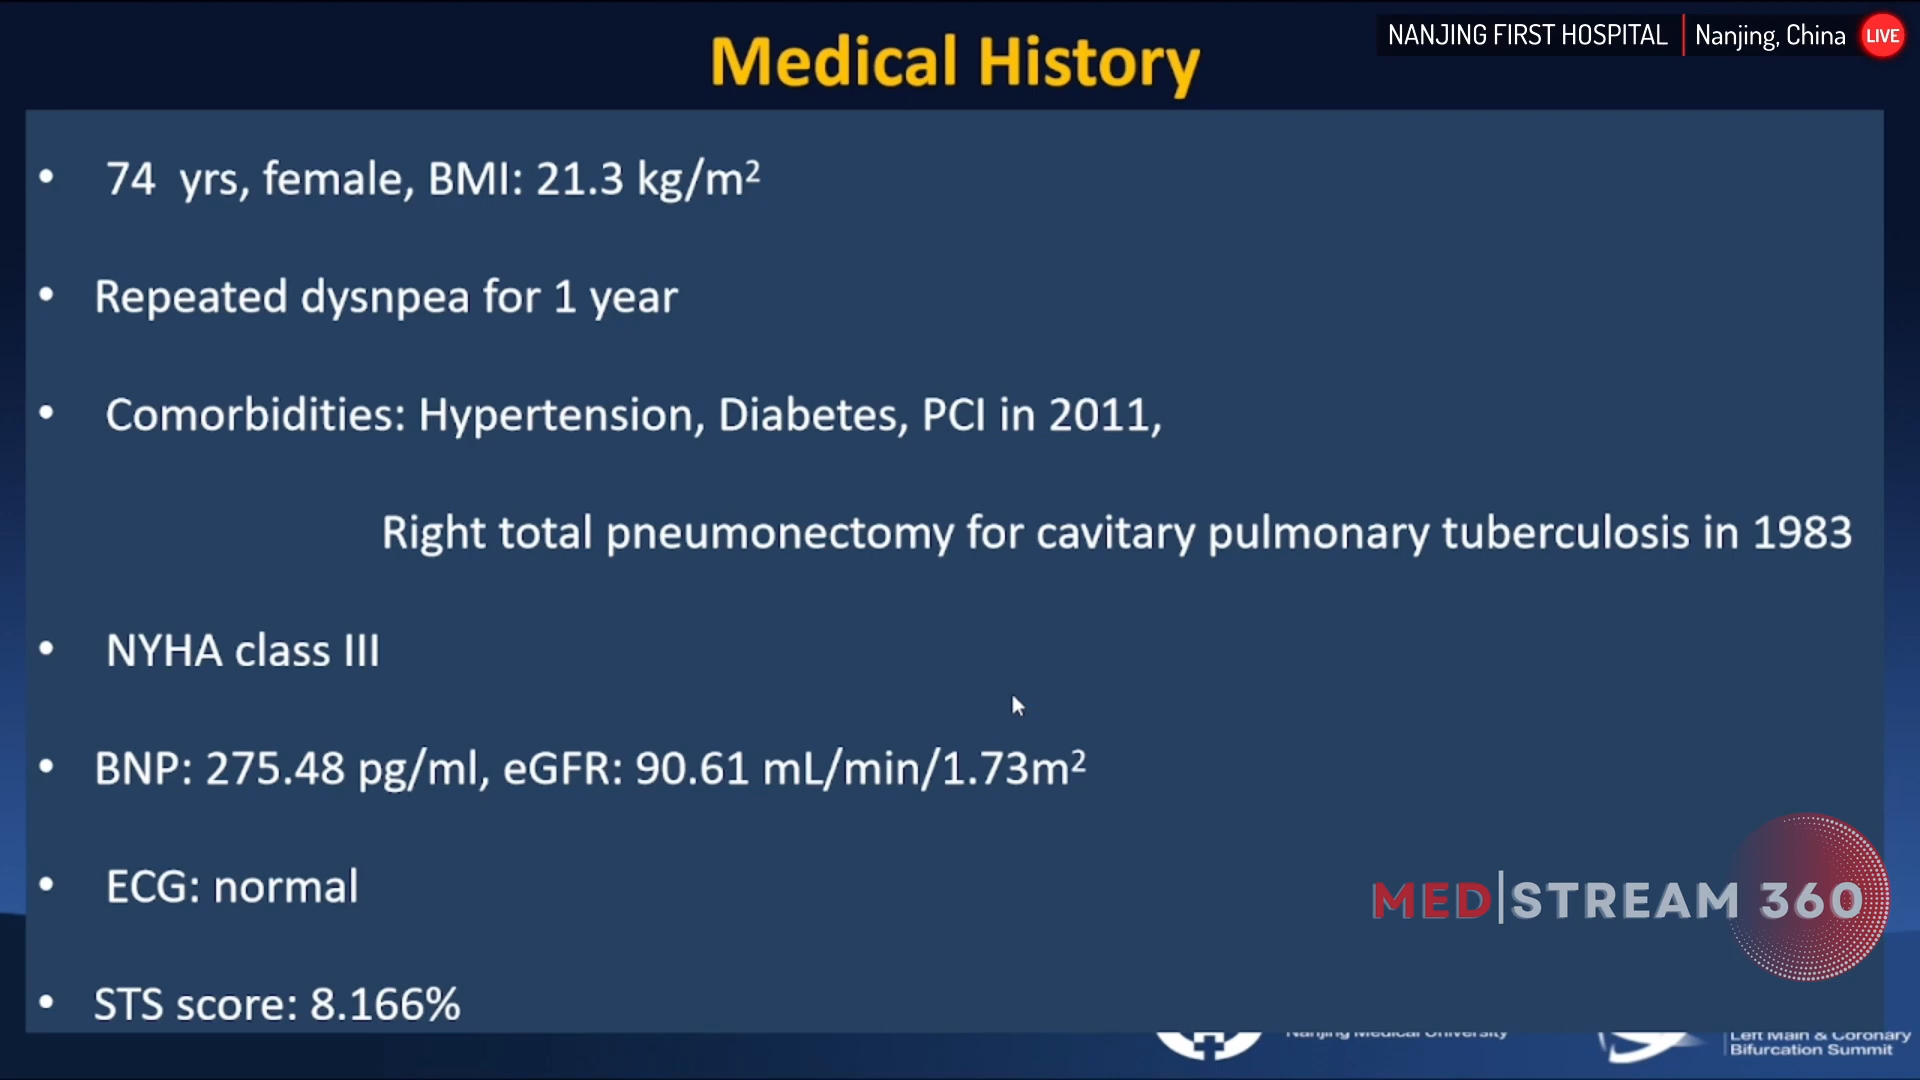 NANJING FIRST HOSPITAL | Nanjing, China LIVE
Medical History
• 74 yrs, female, BMI: 21.3 kg/m²
• Repeated dysnpea for 1 year
• Comorbidities: Hypertension, Diabetes, PCI in 2011,
Right total pneumonectomy for cavitary pulmonary tuberculosis in 1983
• NYHA class III
• BNP: 275.48 pg/ml, eGFR: 90.61 mL/min/1.73m²
• ECG: normal
MED|STREAM 360
• STS score: 8.166%
Nanjing Medical University
Left Main & Coronary
Bifurcation Summit